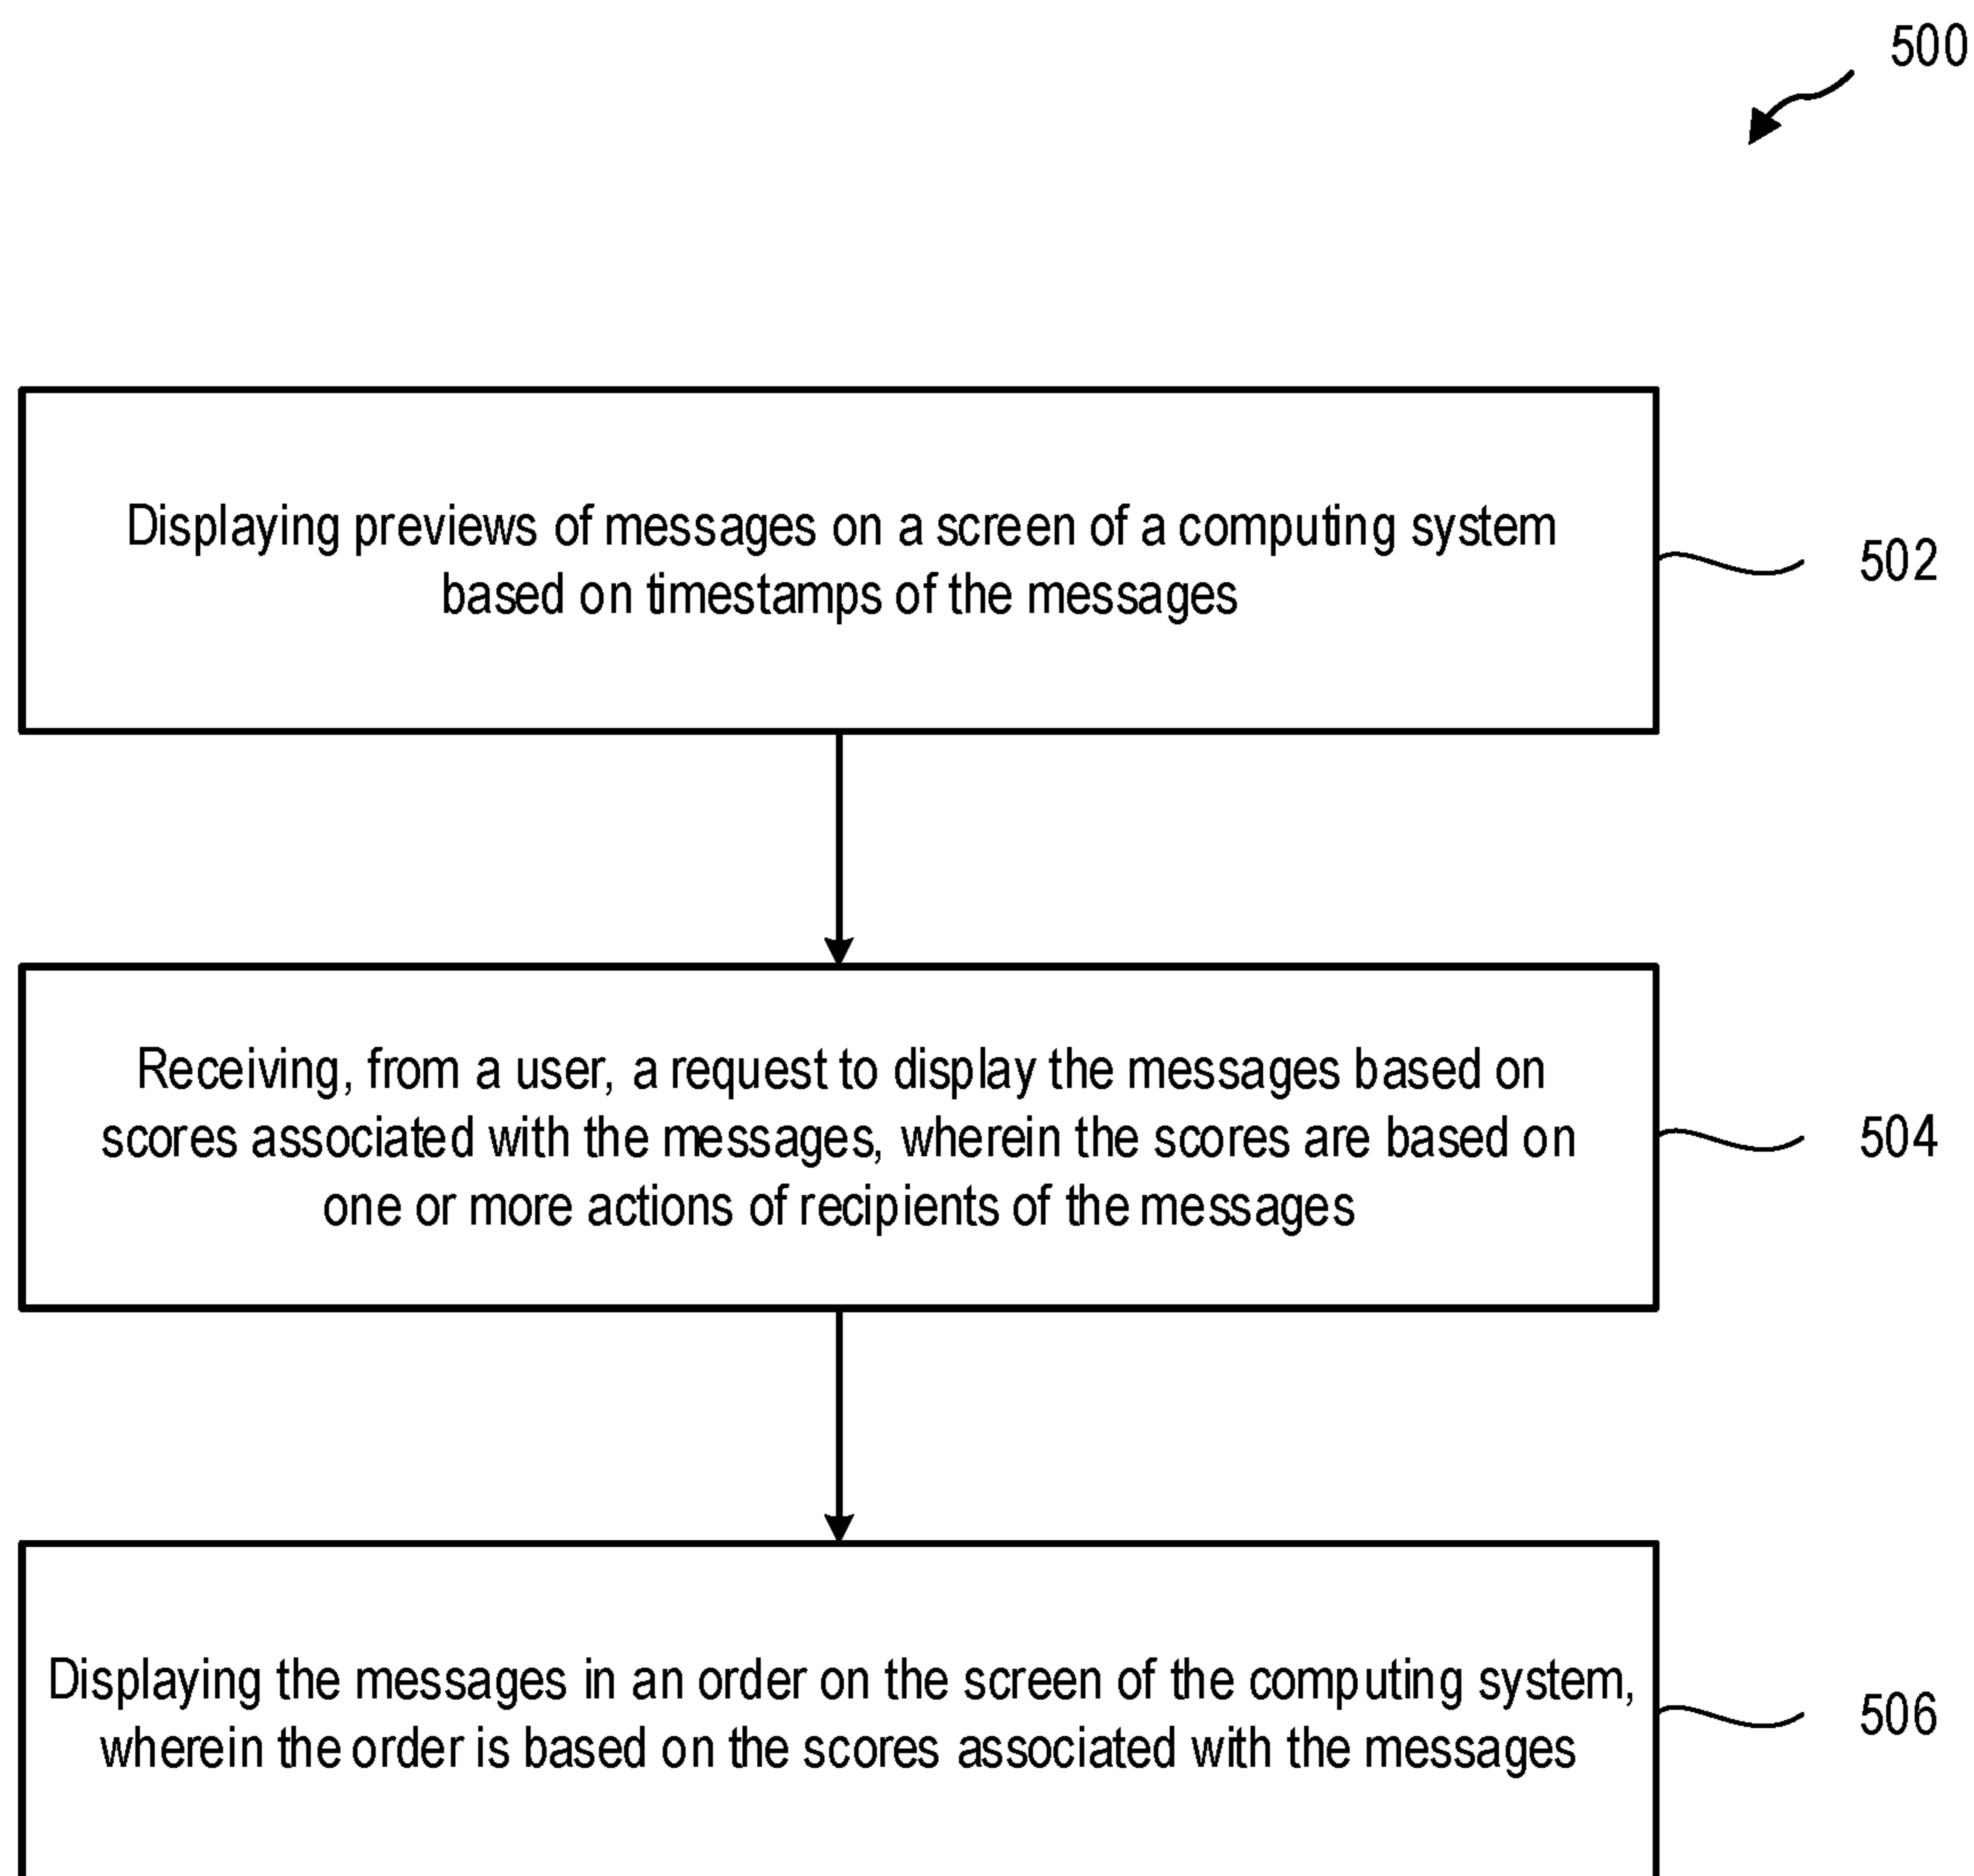 500
Displaying previews of messages on a screen of a computing system
based on timestamps of the messages
502
Receiving, from a user, a request to display the messages based on
scores associated with the messages, wherein the scores are based on
one or more actions of recipients of the messages
504
Displaying the messages in an order on the screen of the computing system,
wherein the order is based on the scores associated with the messages
506